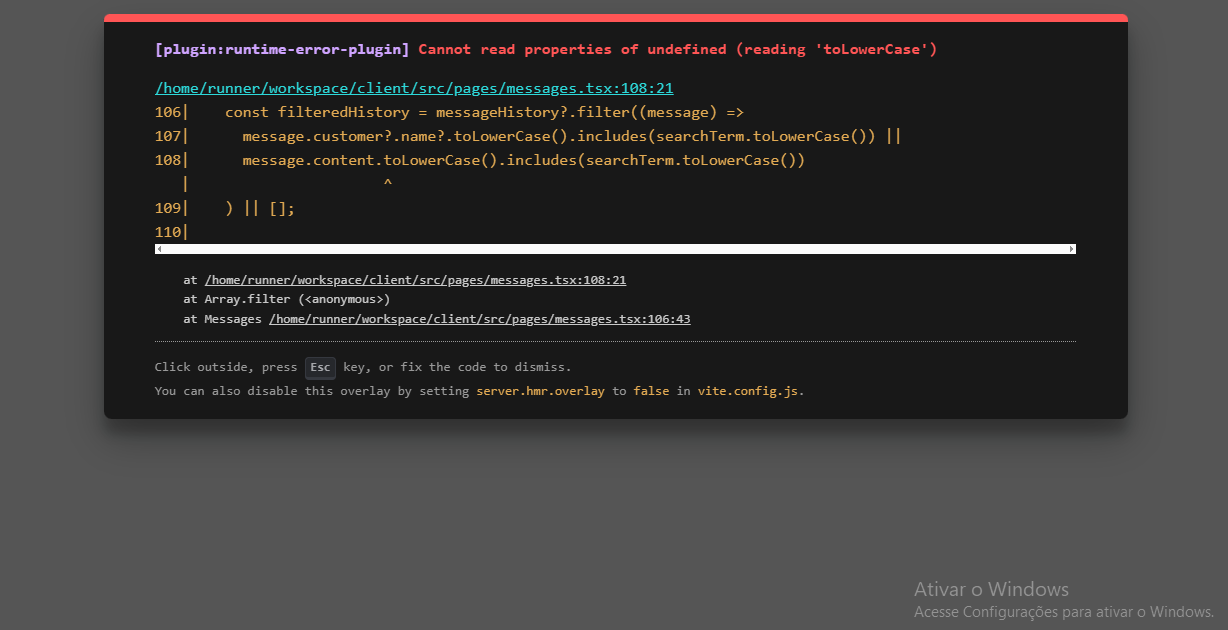 [plugin:runtime-error-plugin] Cannot read properties of undefined (reading 'toLowerCase')
/home/runner/workspace/client/src/pages/messages.tsx:108:21
106|    const filteredHistory = messageHistory?.filter((message) =>
107|      message.customer?.name?.toLowerCase().includes(searchTerm.toLowerCase()) ||
108|      message.content.toLowerCase().includes(searchTerm.toLowerCase())
   |                      ^
109|    ) || [];
110|
at /home/runner/workspace/client/src/pages/messages.tsx:108:21
at Array.filter (<anonymous>)
at Messages /home/runner/workspace/client/src/pages/messages.tsx:106:43
Click outside, press Esc key, or fix the code to dismiss.
You can also disable this overlay by setting server.hmr.overlay to false in vite.config.js.
Ativar o Windows
Acesse Configurações para ativar o Windows.